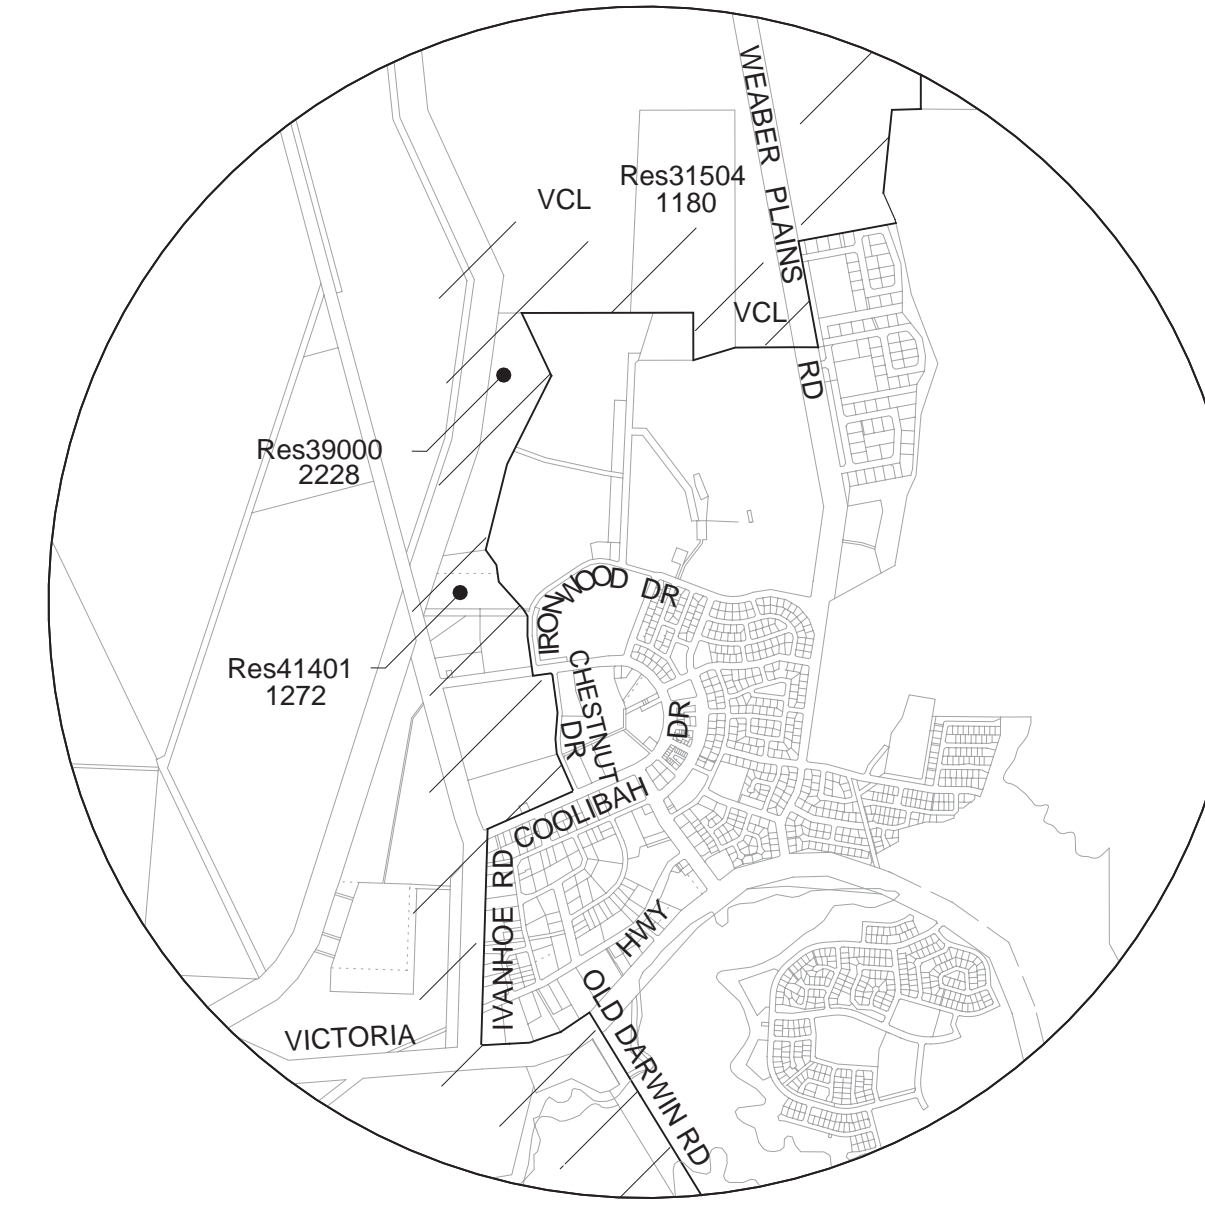 WEABER PLAINS RD
Res31504
1180
VCL
VCL
Res39000
2228
IRONWOOD DR
Res41401
1272
CHESTNUT DR
DR
COOLIBAH
IVANHOE RD
HWY
OLD DARWIN RD
VICTORIA